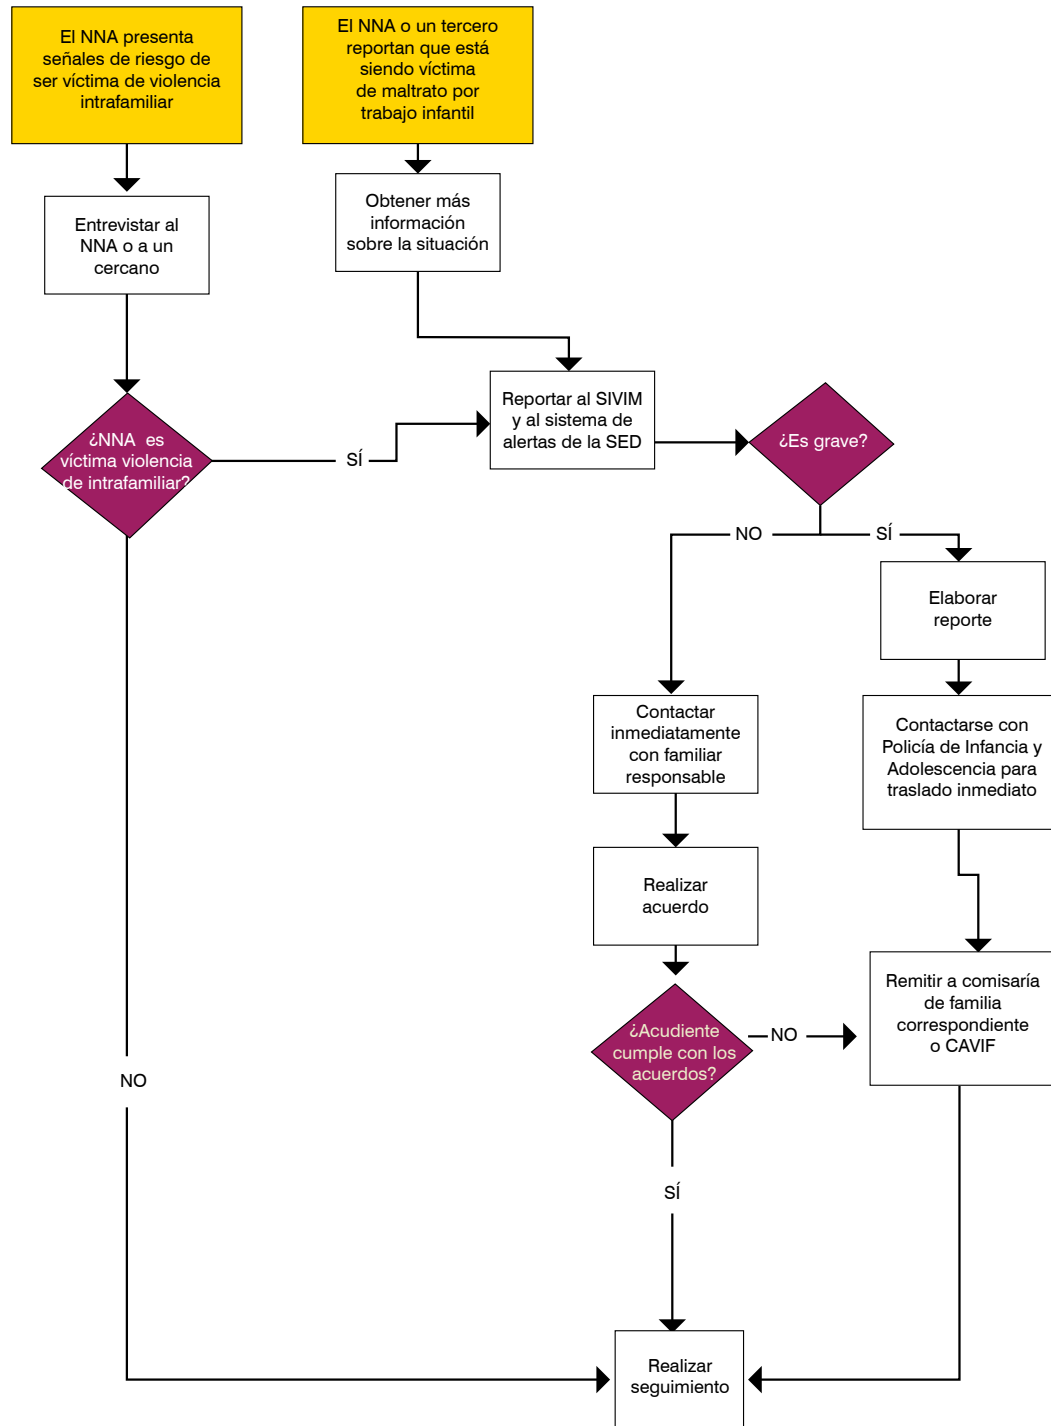 El NNA presenta
señales de riesgo de
ser víctima de violencia
intrafamiliar
El NNA o un tercero
reportan que está
siendo víctima
de maltrato por
trabajo infantil
Entrevistar al
NNA o a un
cercano
Obtener más
información
sobre la situación
¿NNA es
víctima violencia
de intrafamiliar?
SÍ
Reportar al SIVIM
y al sistema de
alertas de la SED
¿Es grave?
NO
SÍ
Elaborar
reporte
Contactar
inmediatamente
con familiar
responsable
Contactarse con
Policía de Infancia y
Adolescencia para
traslado inmediato
Realizar
acuerdo
¿Acudiente
cumple con los
acuerdos?
NO
Remitir a comisaría
de familia
correspondiente
o CAVIF
NO
SÍ
Realizar
seguimiento